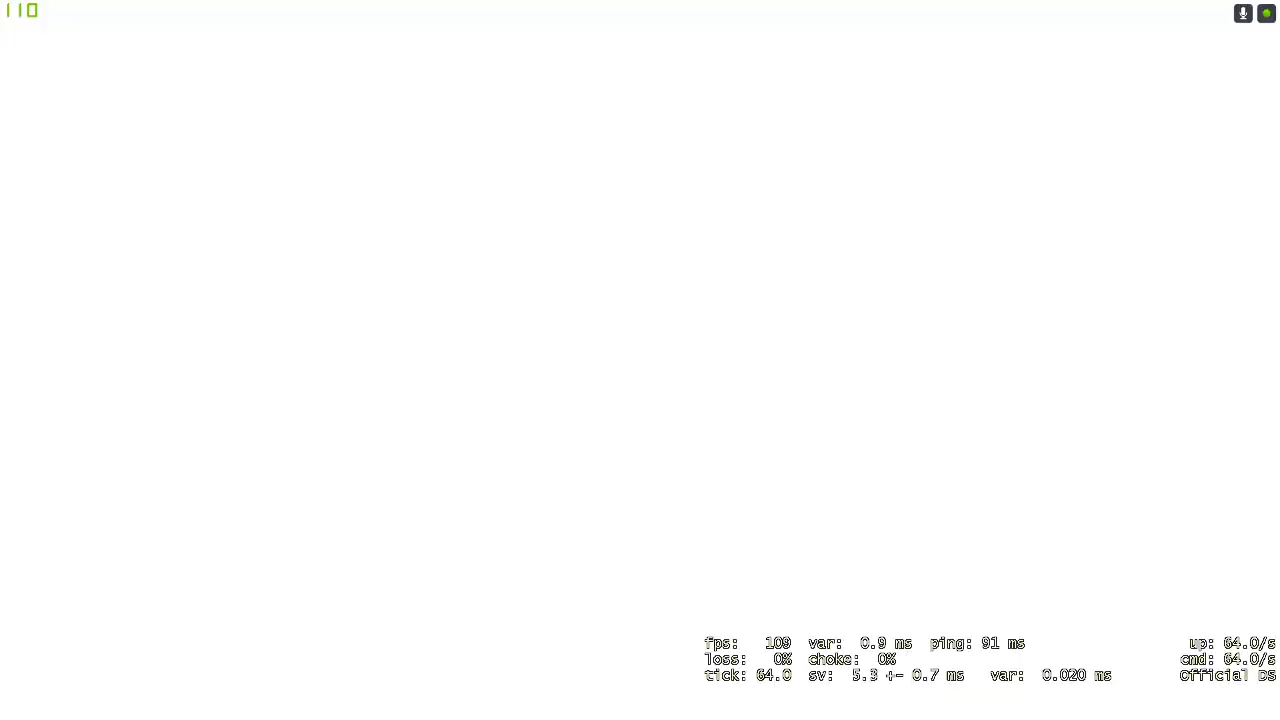 110
fps: 109 var: 0.9 ms ping: 91 ms up: 64.0/s
loss: 0% choke: 0% cmd: 64.0/s
tick: 64.0 sv: 5.3 +- 0.7 ms var: 0.020 ms Official DS